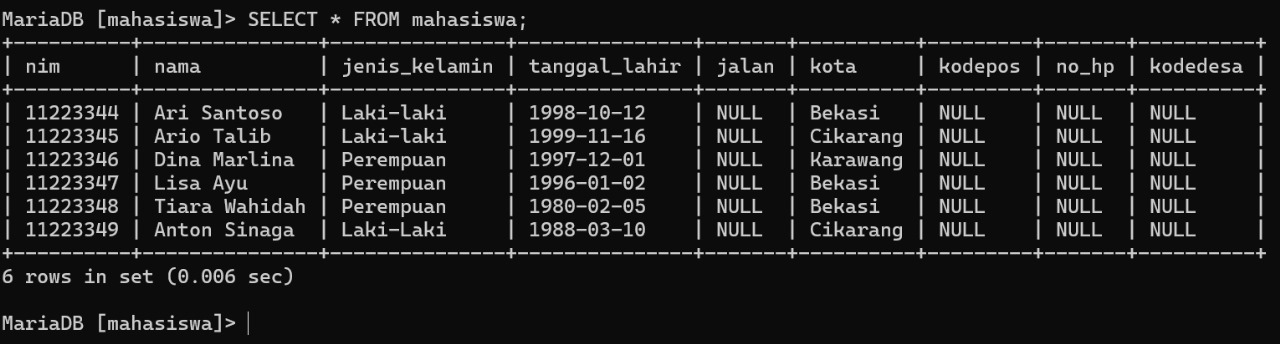 MariaDB [mahasiswa]> SELECT * FROM mahasiswa;
+----------+---------------+---------------+---------------+-------+----------+---------+-------+----------+
| nim      | nama          | jenis_kelamin | tanggal_lahir | jalan | kota     | kodepos | no_hp | kodedesa |
+----------+---------------+---------------+---------------+-------+----------+---------+-------+----------+
| 11223344 | Ari Santoso   | Laki-laki     | 1998-10-12    | NULL  | Bekasi   | NULL    | NULL  | NULL     |
| 11223345 | Ario Talib    | Laki-laki     | 1999-11-16    | NULL  | Cikarang | NULL    | NULL  | NULL     |
| 11223346 | Dina Marlina  | Perempuan     | 1997-12-01    | NULL  | Karawang | NULL    | NULL  | NULL     |
| 11223347 | Lisa Ayu      | Perempuan     | 1996-01-02    | NULL  | Bekasi   | NULL    | NULL  | NULL     |
| 11223348 | Tiara Wahidah | Perempuan     | 1980-02-05    | NULL  | Bekasi   | NULL    | NULL  | NULL     |
| 11223349 | Anton Sinaga  | Laki-Laki     | 1988-03-10    | NULL  | Cikarang | NULL    | NULL  | NULL     |
+----------+---------------+---------------+---------------+-------+----------+---------+-------+----------+
6 rows in set (0.006 sec)
MariaDB [mahasiswa]>